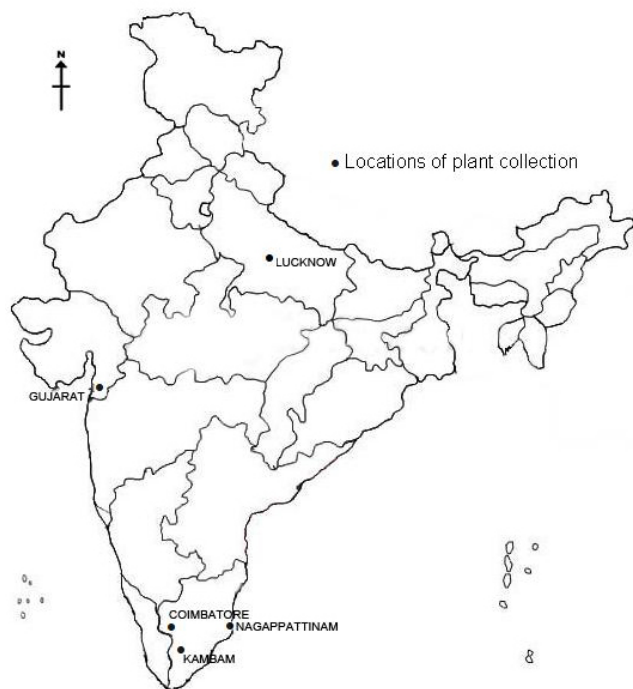 N
Locations of plant collection
LUCKNOW
GUJARAT
COIMBATORE
NAGAPPATTINAM
KAMBAM